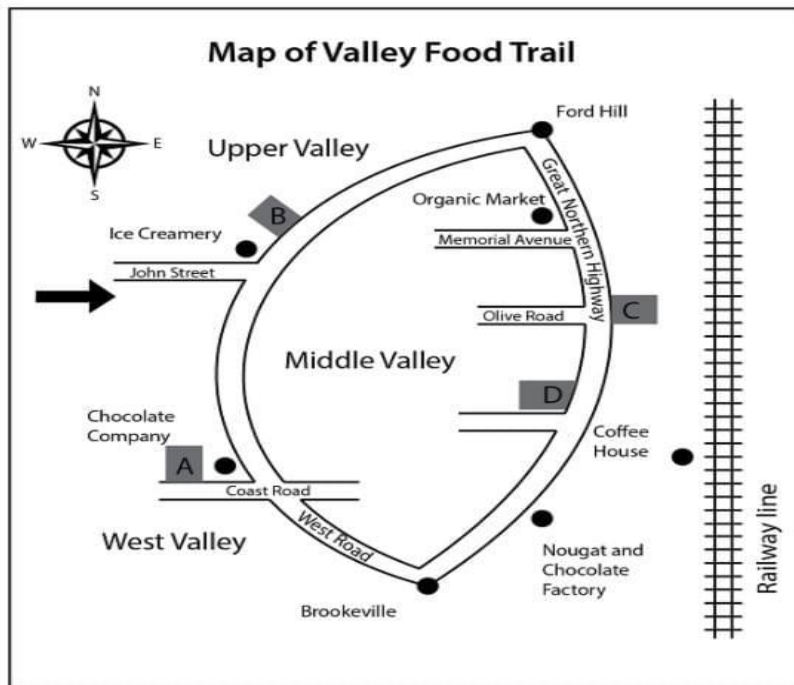 Map of Valley Food Trail
N
W E
S
Ford Hill
Upper Valley
Great Northern Highway
B
Organic Market
Ice Creamery
Memorial Avenue
John Street
C
Olive Road
Middle Valley
D
Chocolate
Company
Coffee
House
A
Coast Road
West Road
West Valley
Nougat and
Chocolate
Factory
Railway line
Brookeville